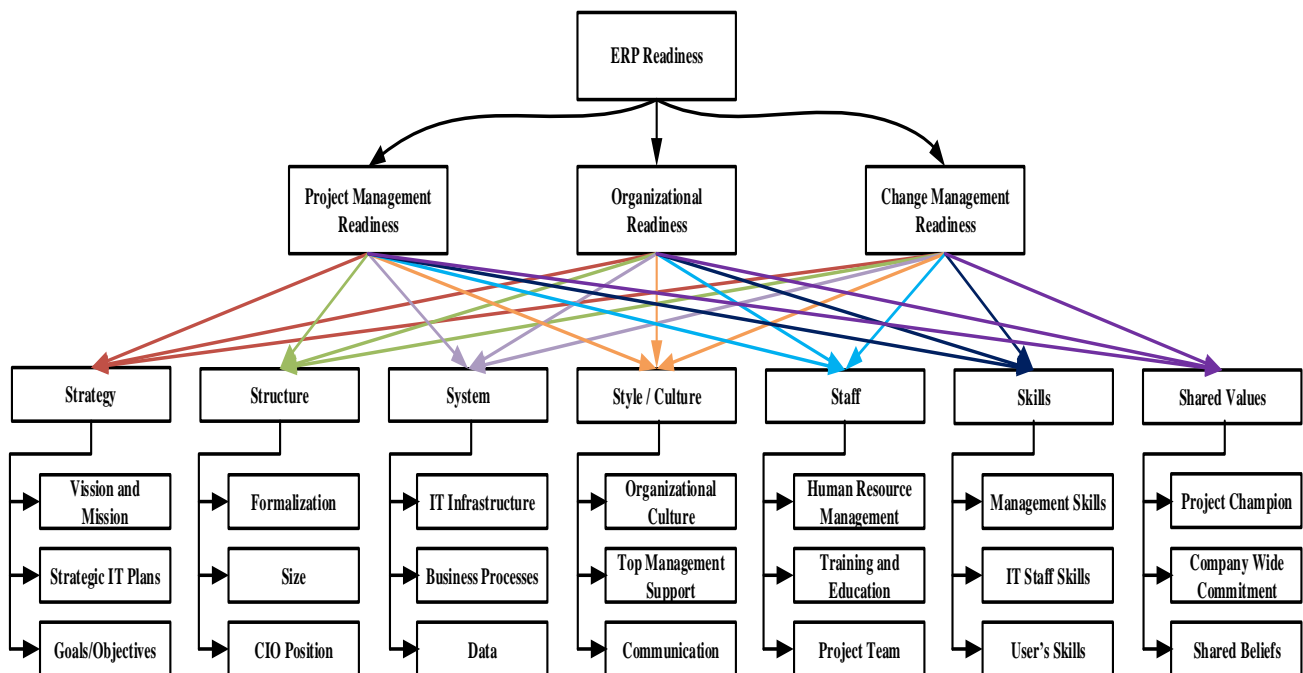 ERP Readiness
Project Management
Readiness
Organizational
Readiness
Change Management
Readiness
Strategy
Structure
System
Style / Culture
Staff
Skills
Shared Values
Vission and
Mission
Formalization
IT Infrastructure
Organizational
Culture
Human Resource
Management
Management Skills
Project Champion
Strategic IT Plans
Size
Business Processes
Top Management
Support
Training and
Education
IT Staff Skills
Company Wide
Commitment
Goals/Objectives
CIO Position
Data
Communication
Project Team
User's Skills
Shared Beliefs